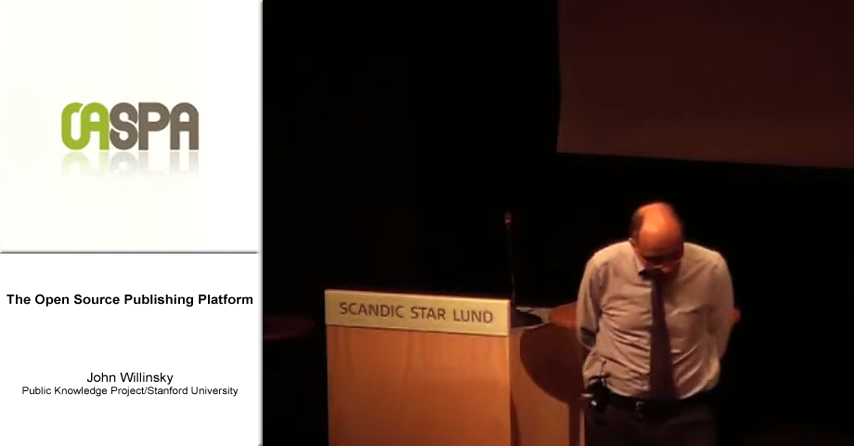 OASPA
The Open Source Publishing Platform
John Willinsky
Public Knowledge Project/Stanford University
SCANDIC STAR LUND